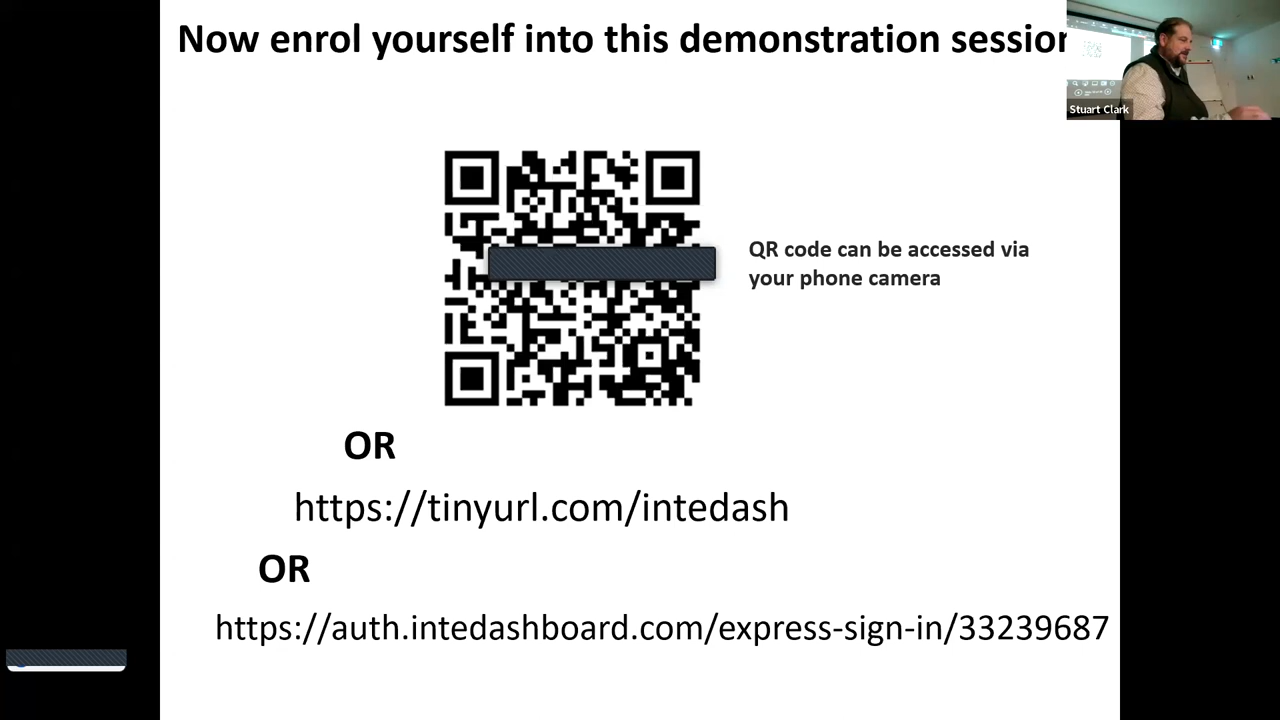 Now enrol yourself into this demonstration session
Stuart Clark
QR code can be accessed via
your phone camera
OR
https://tinyurl.com/intedash
OR
https://auth.intedashboard.com/express-sign-in/33239687